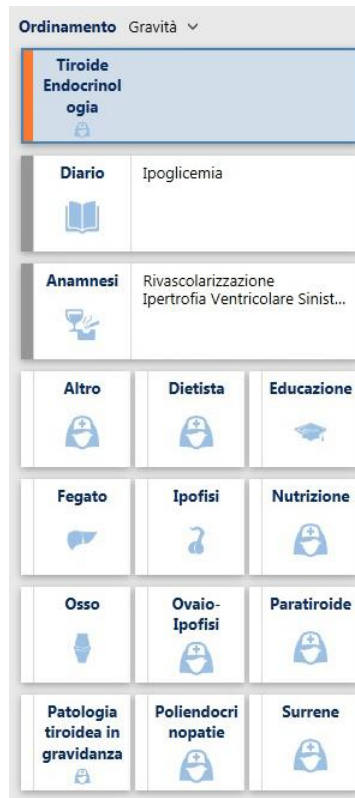 Ordinamento Gravità
Tiroide
Endocrinol
ogia
Diario
Ipoglicemia
Anamnesi
Rivascolarizzazione
Ipertrofia Ventricolare Sinist...
Altro
Dietista
Educazione
Fegato
Ipofisi
Nutrizione
Osso
Ovaio-
Ipofisi
Paratiroide
Patologia
tiroidea in
gravidanza
Poliendocri
nopatie
Surrene